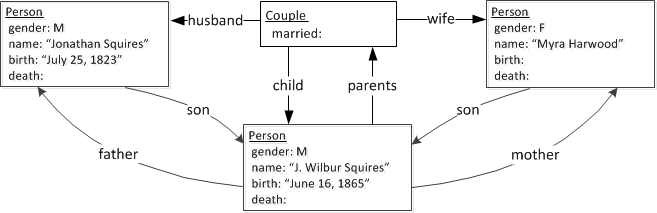 Person
gender: M
name: “Jonathan Squires”
birth: “July 25, 1823”
death:
husband
Couple
married:
wife
Person
gender: F
name: “Myra Harwood”
birth:
death:
child
parents
son
son
father
mother
Person
gender: M
name: “J. Wilbur Squires”
birth: “June 16, 1865”
death: